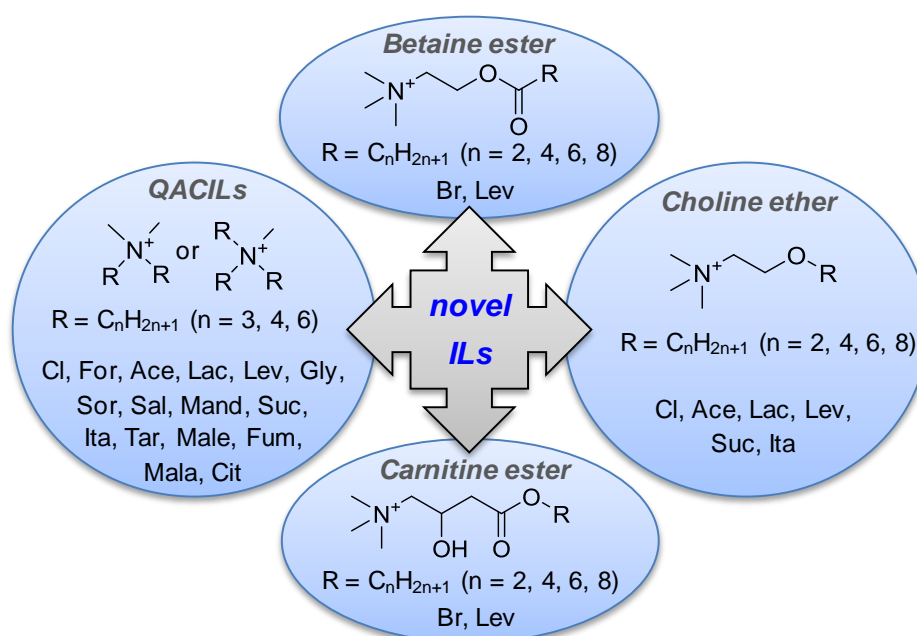 Betaine ester
N+
O
R
O
R = CnH2n+1 (n = 2, 4, 6, 8)
Br, Lev
QACILs
N+
R
R
or
R
N+
R
R
R = CnH2n+1 (n = 3, 4, 6)
Cl, For, Ace, Lac, Lev, Gly,
Sor, Sal, Mand, Suc,
Ita, Tar, Male, Fum,
Mala, Cit
novel
ILs
Choline ether
N+
O
R
R = CnH2n+1 (n = 2, 4, 6, 8)
Cl, Ace, Lac, Lev,
Suc, Ita
Carnitine ester
N+
OH
O
O
R
R = CnH2n+1 (n = 2, 4, 6, 8)
Br, Lev